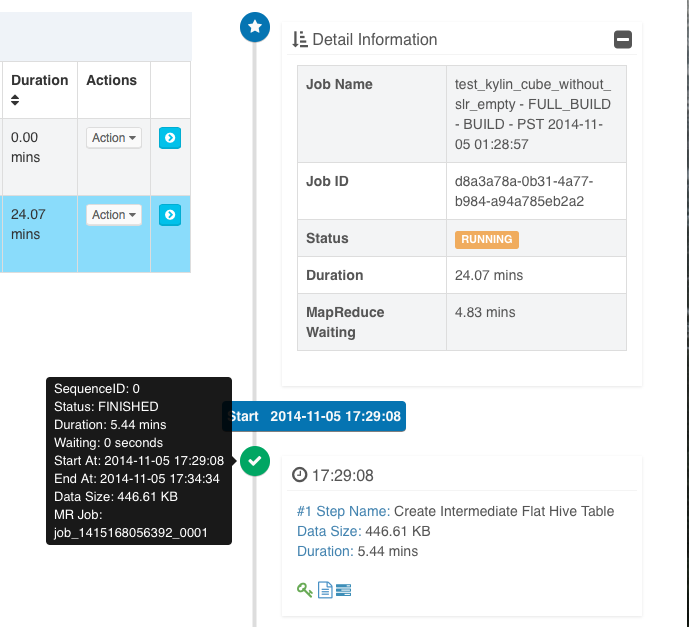 Duration
Actions
0.00
mins
Action
24.07
mins
Action
Detail Information
Job Name
test_kylin_cube_without_
slr_empty - FULL_BUILD
- BUILD - PST 2014-11-
05 01:28:57
Job ID
d8a3a78a-0b31-4a77-
b984-a94a785eb2a2
Status
RUNNING
Duration
24.07 mins
MapReduce
Waiting
4.83 mins
Start 2014-11-05 17:29:08
SequenceID: 0
Status: FINISHED
Duration: 5.44 mins
Waiting: 0 seconds
Start At: 2014-11-05 17:29:08
End At: 2014-11-05 17:34:34
Data Size: 446.61 KB
MR Job:
job_1415168056392_0001
17:29:08
#1 Step Name: Create Intermediate Flat Hive Table
Data Size: 446.61 KB
Duration: 5.44 mins